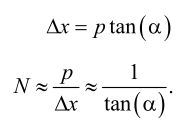 Δx = p tan(α)
N ≈ p/Δx ≈ 1/tan(α).